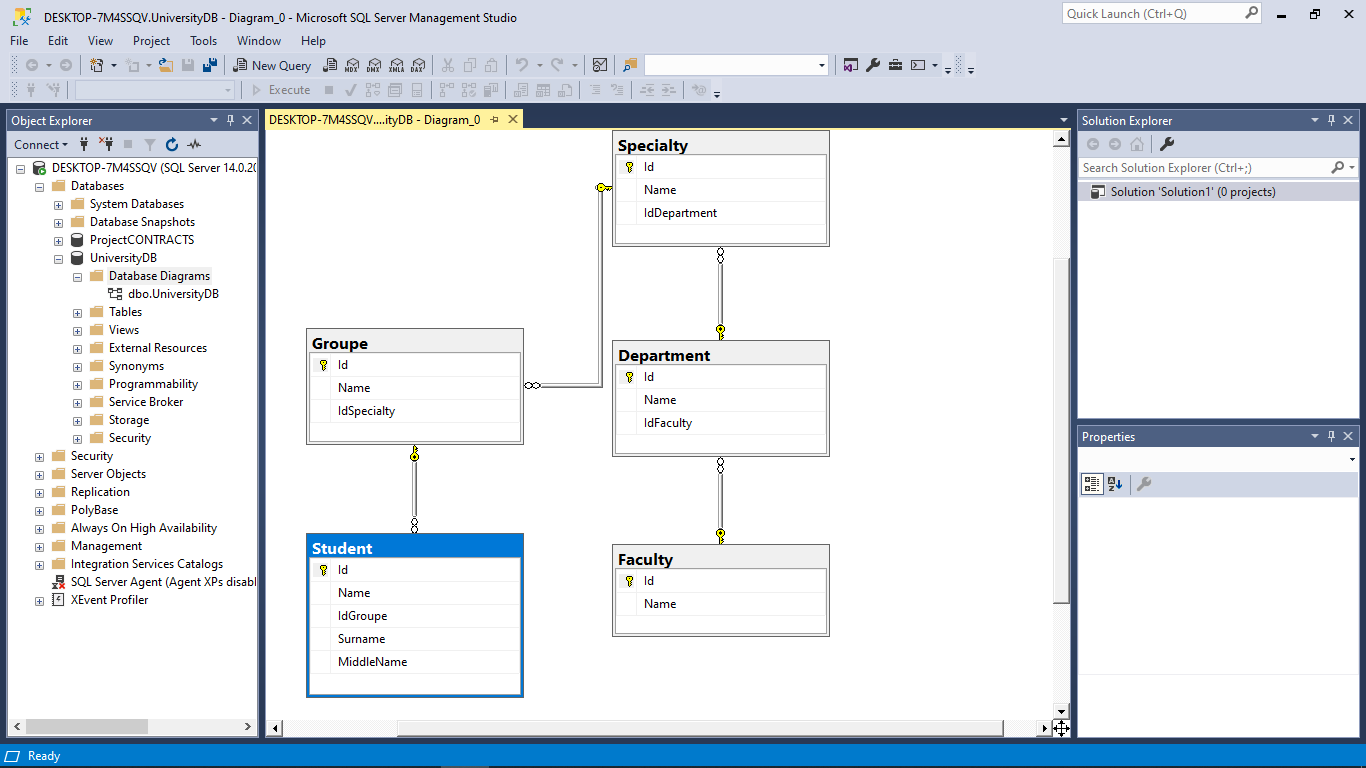 DESKTOP-7M4SSQV.UniversityDB - Diagram_0 - Microsoft SQL Server Management Studio
Quick Launch (Ctrl+Q)
File Edit View Project Tools Window Help
New Query
MDX DMX XMLA DAX
Execute
Object Explorer
Connect
DESKTOP-7M4SSQV (SQL Server 14.0.20
Databases
System Databases
Database Snapshots
ProjectCONTRACTS
UniversityDB
Database Diagrams
dbo.UniversityDB
Tables
Views
External Resources
Synonyms
Programmability
Service Broker
Storage
Security
Security
Server Objects
Replication
PolyBase
Always On High Availability
Management
Integration Services Catalogs
SQL Server Agent (Agent XPs disabl
XEvent Profiler
DESKTOP-7M4SSQV....ityDB - Diagram_0
Specialty
Id
Name
IdDepartment
Groupe
Id
Name
IdSpecialty
Department
Id
Name
IdFaculty
Student
Id
Name
IdGroupe
Surname
MiddleName
Faculty
Id
Name
Solution Explorer
Search Solution Explorer (Ctrl+;)
Solution 'Solution1' (0 projects)
Properties
Ready